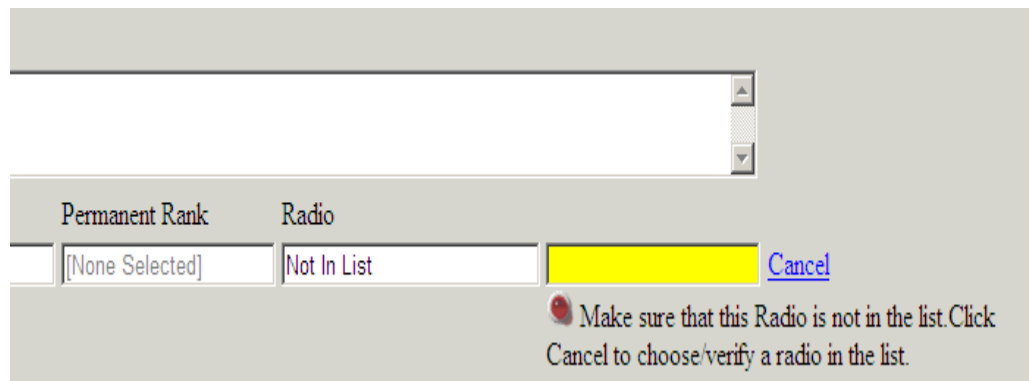 Permanent Rank Radio
[None Selected] Not In List Cancel
Make sure that this Radio is not in the list.Click
Cancel to choose/verify a radio in the list.